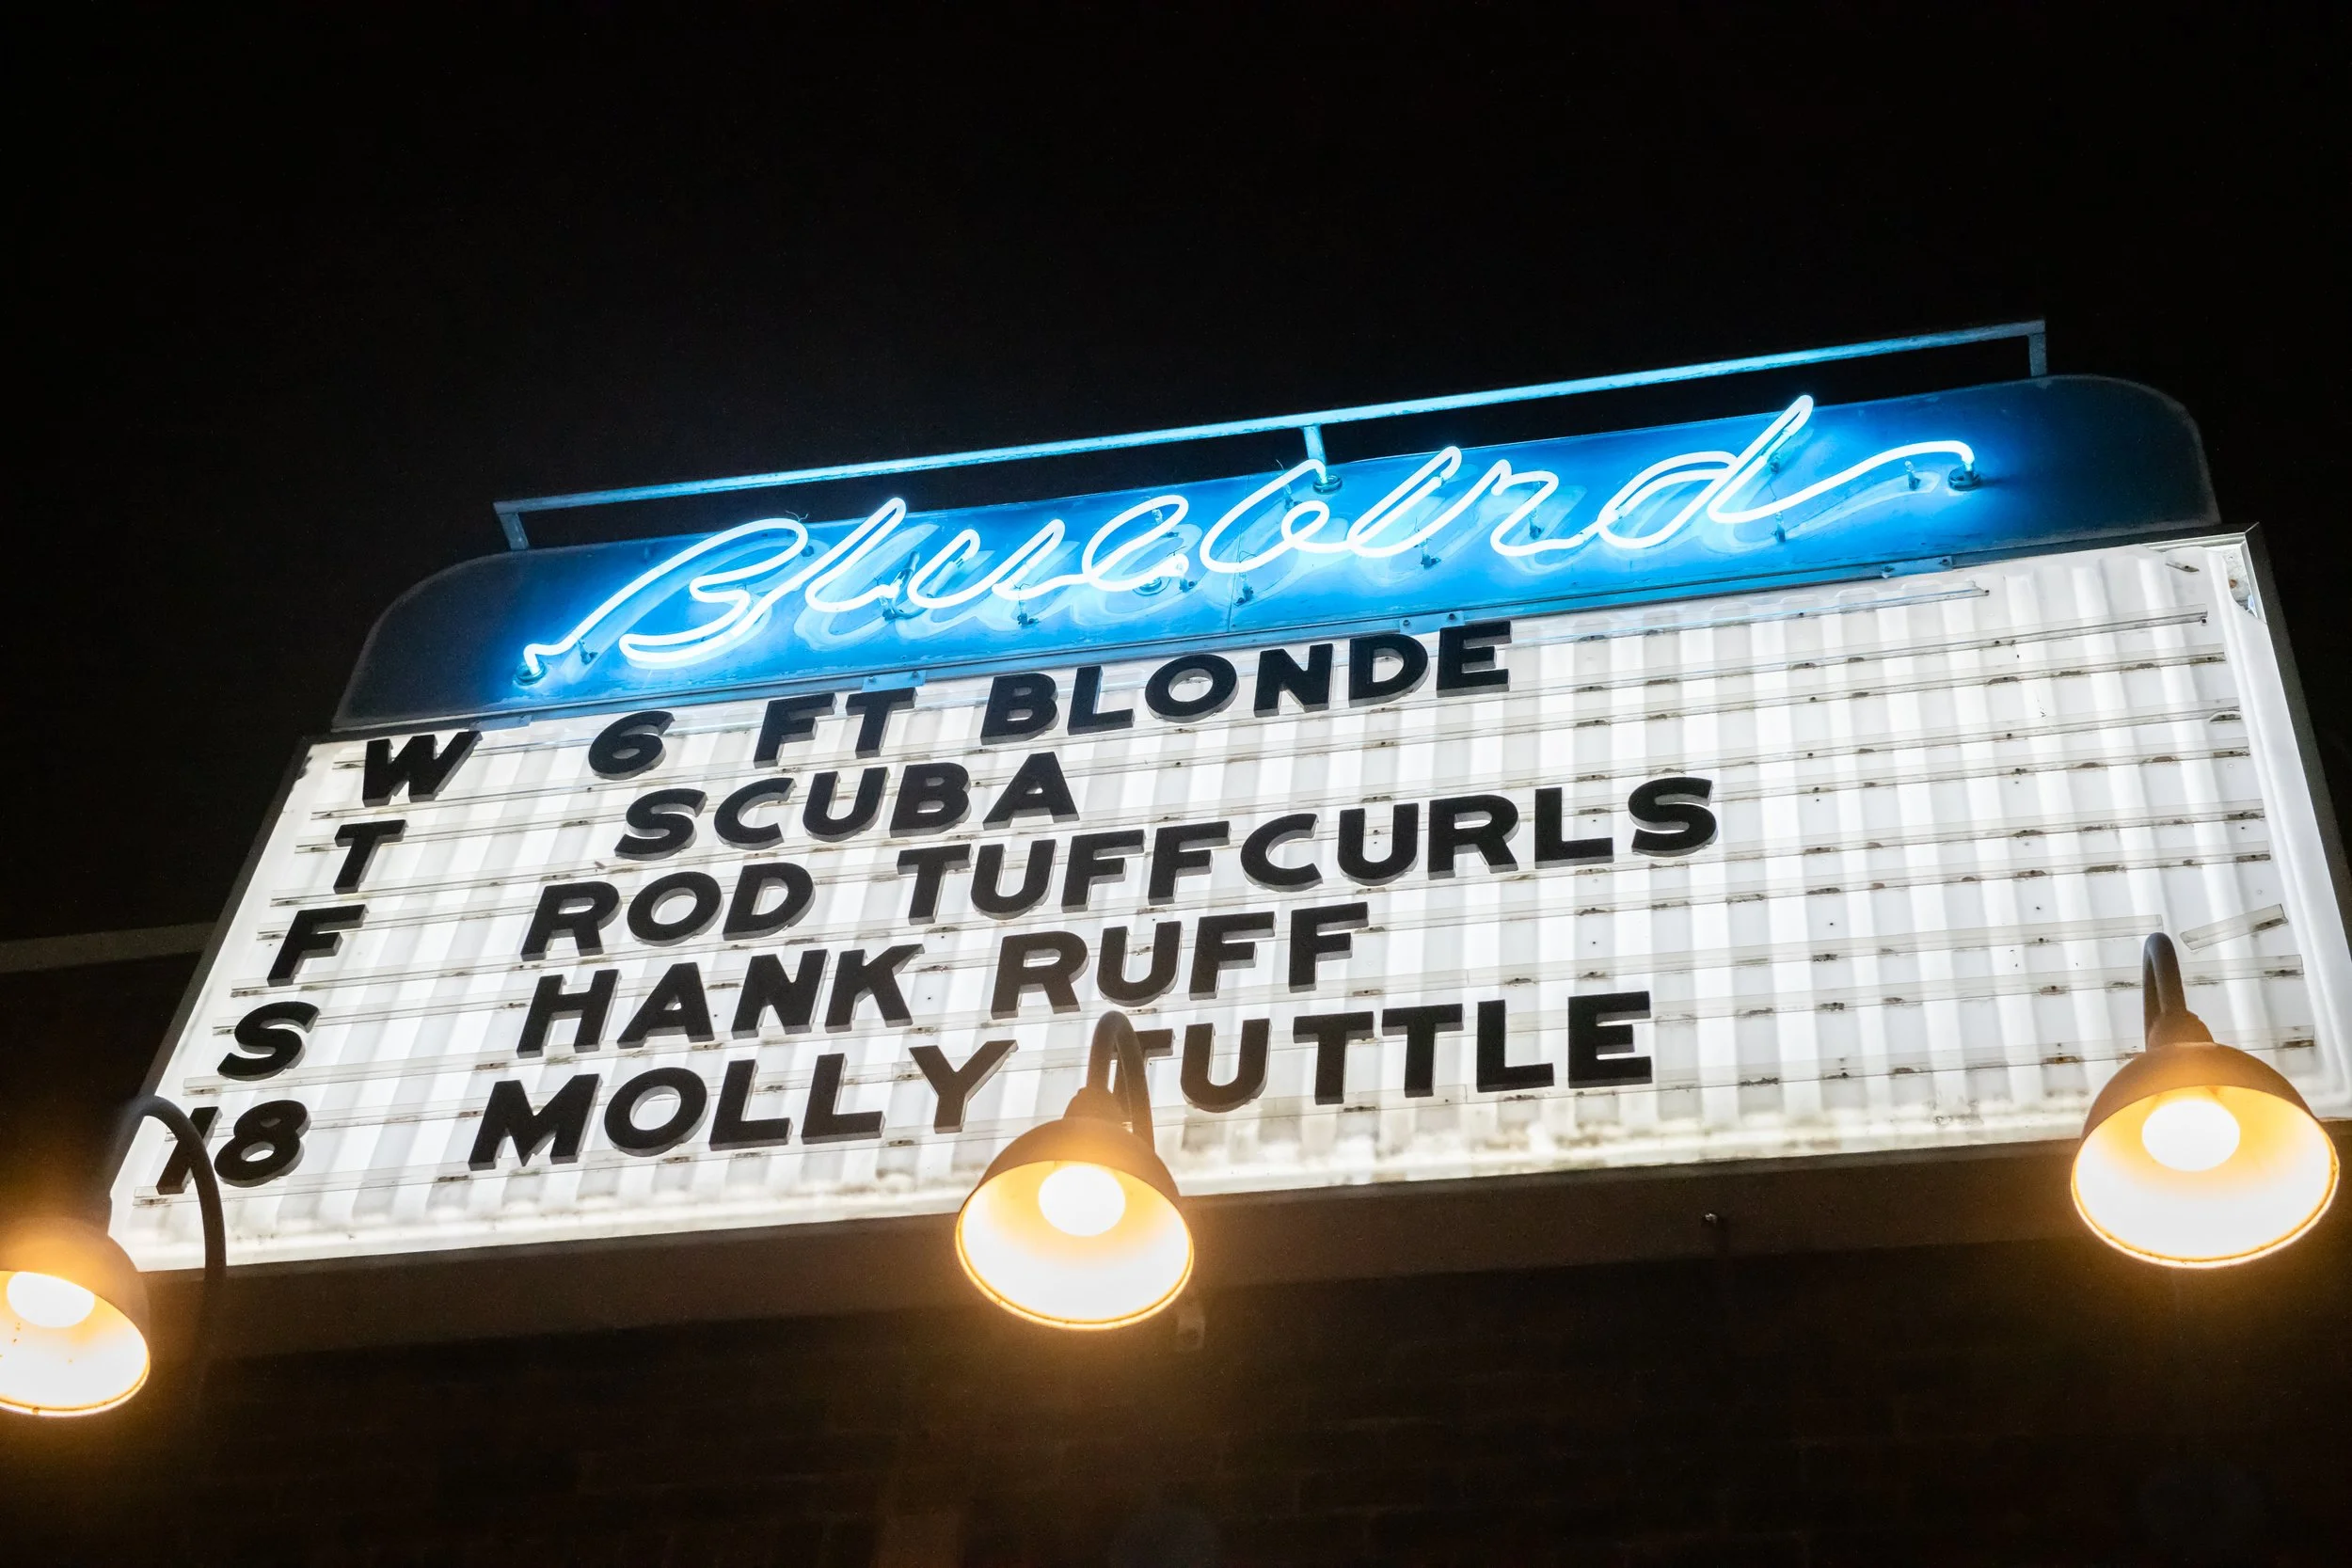 Bluebird
W 6 FT BLONDE
T SCUBA
F ROD TUFFCURLS
S HANK RUFF
18 MOLLY TUTTLE